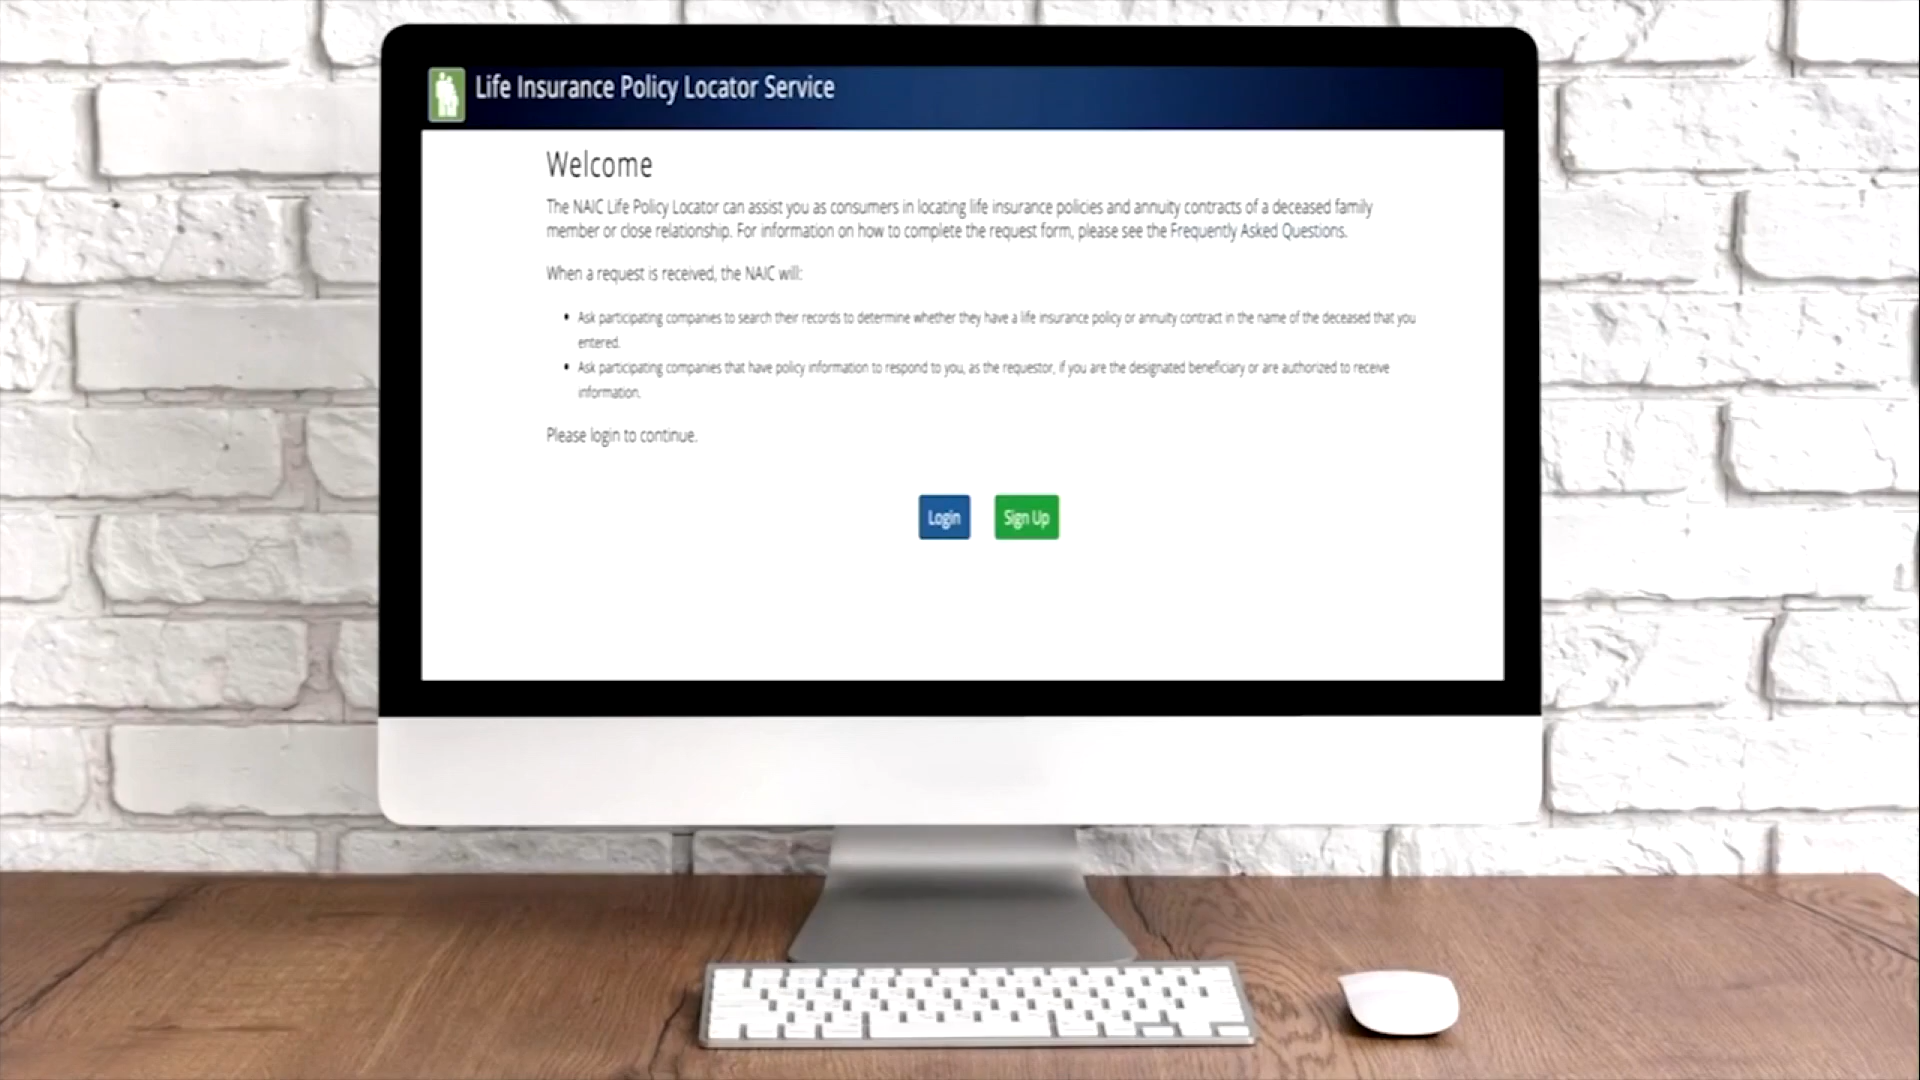 Life Insurance Policy Locator Service
Welcome
The NAIC Life Policy Locator can assist you as consumers in locating life insurance policies and annuity contracts of a deceased family
member or close relationship. For information on how to complete the request form, please see the Frequently Asked Questions.
When a request is received, the NAIC will:
• Ask participating companies to search their records to determine whether they have a life insurance policy or annuity contract in the name of the deceased that you
entered.
• Ask participating companies that have policy information to respond to you, as the requestor, if you are the designated beneficiary or are authorized to receive
information.
Please login to continue.
Login Sign Up